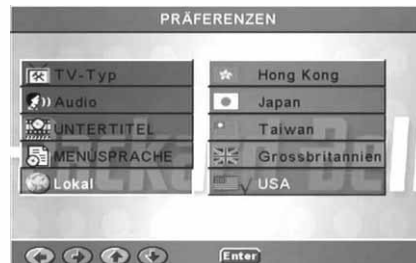 PRÄFERENZEN
TV-Typ
Audio
UNTERTITEL
MENÜSPRACHE
Lokal
Hong Kong
Japan
Taiwan
Grossbritannien
USA
Enter